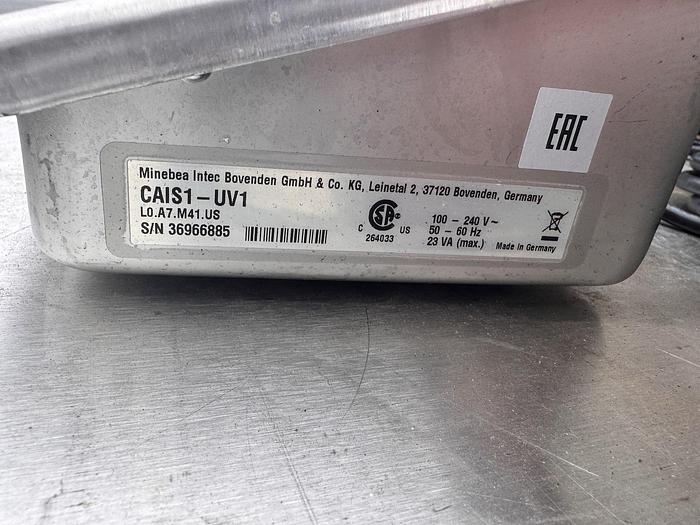 EAC
Minebea Intec Bovenden GmbH & Co. KG, Leinetal 2, 37120 Bovenden, Germany
CAIS1-UV1
L0.A7.M41.US
S/N 36966885
C SA® US
264033
100 - 240 V~
50 - 60 Hz
23 VA (max.)
Made in Germany